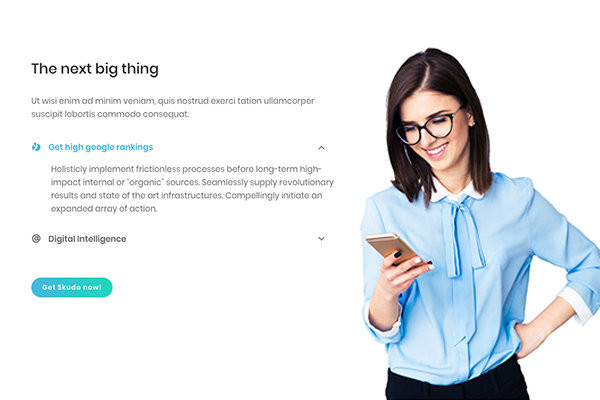 The next big thing
Ut wisi enim ad minim veniam, quis nostrud exerci tation ullamcorper
suscipit lobortis commodo consequat.
Get high google rankings
Holisticly implement frictionless processes before long-term high-
impact internal or "organic" sources. Seamlessly supply revolutionary
results and state of the art infrastructures. Compellingly initiate an
expanded array of action.
Digital Intelligence
Get Skudo now!